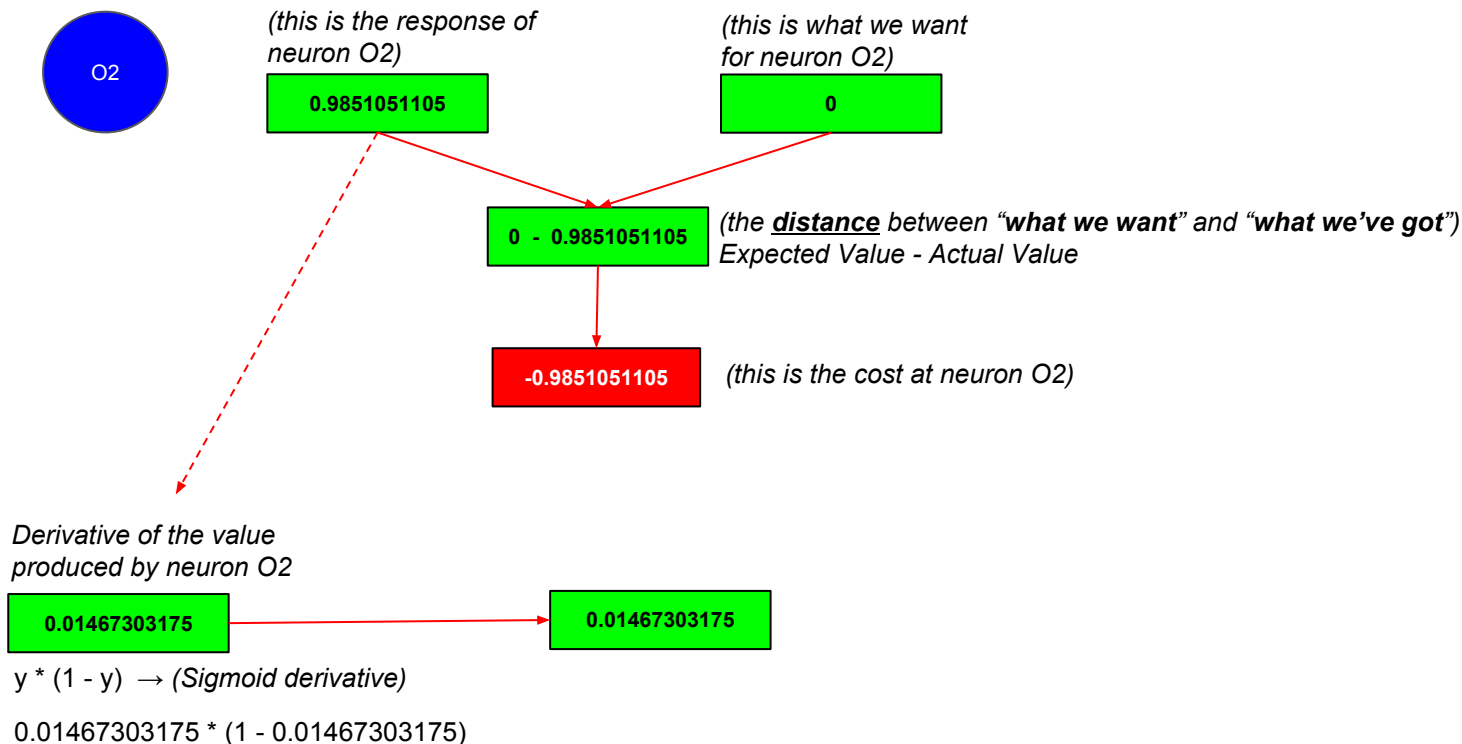 O2
(this is the response of
neuron O2)
0.9851051105
(this is what we want
for neuron O2)
0
0 - 0.9851051105
(the distance between “what we want” and “what we’ve got”)
Expected Value - Actual Value
-0.9851051105
(this is the cost at neuron O2)
Derivative of the value
produced by neuron O2
0.01467303175
0.01467303175
y * (1 - y) → (Sigmoid derivative)
0.01467303175 * (1 - 0.01467303175)